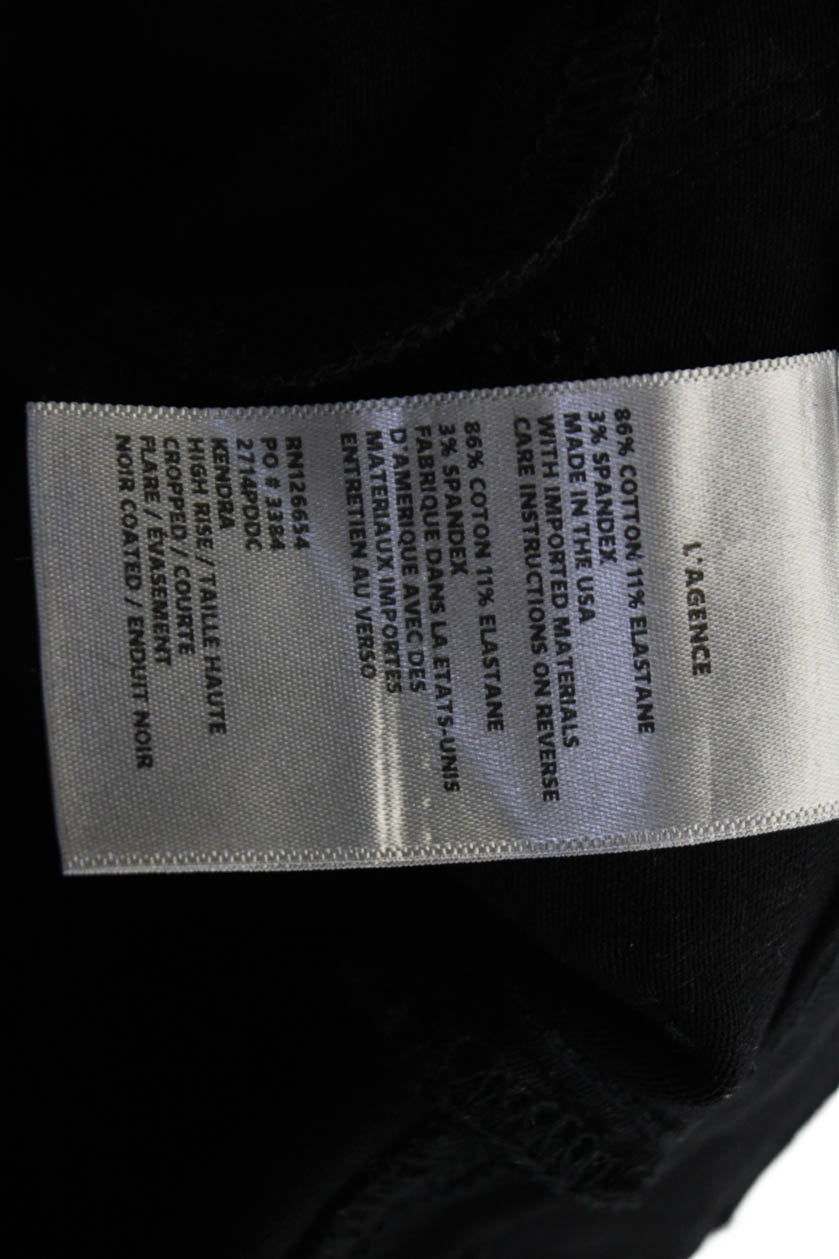 L'AGENCE
86% COTTON 11% ELASTANE
3% SPANDEX
MADE IN THE USA
WITH IMPORTED MATERIALS
CARE INSTRUCTIONS ON REVERSE
86% COTON 11% ELASTANE
3% SPANDEX
FABRIQUE DANS LA ETATS-UNIS
D'AMERIQUE AVEC DES
MATERIAUX IMPORTES
ENTRETIEN AU VERSO
RN126654
PO # 3384
2714PDDC
KENDRA
HIGH RISE / TAILLE HAUTE
CROPPED / COURTE
FLARE / ÉVASEMENT
NOIR COATED / ENDUIT NOIR